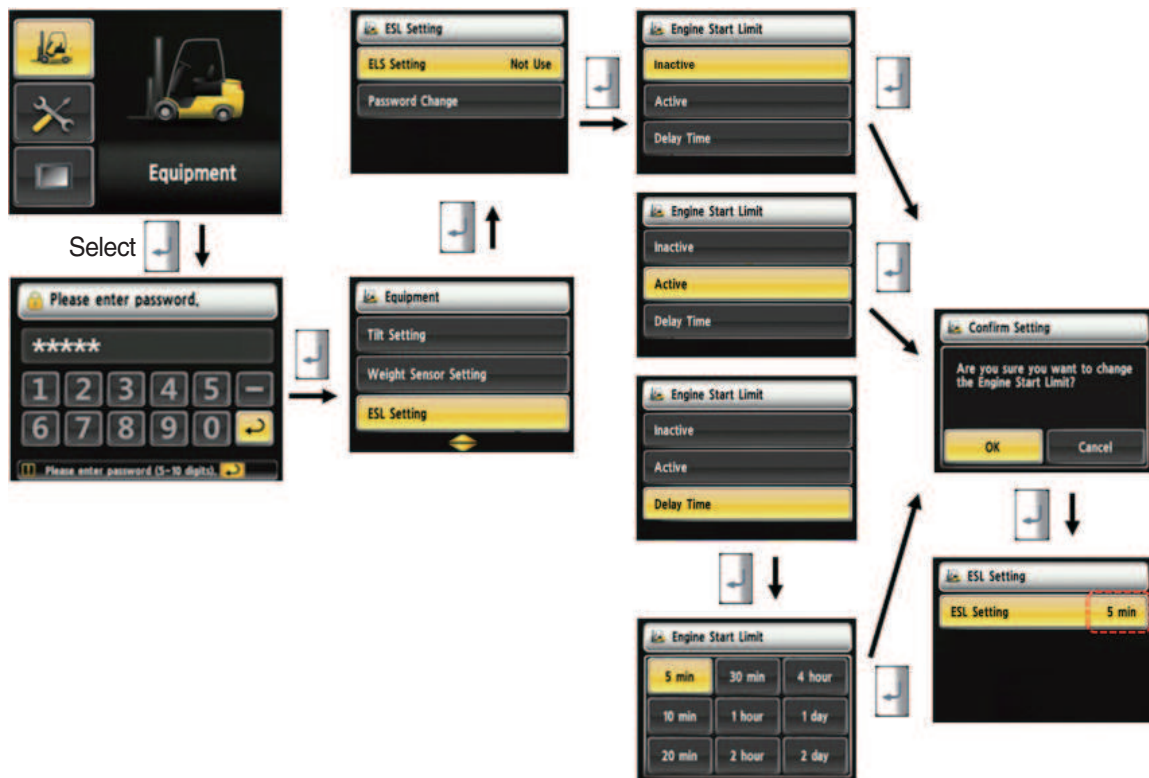 Equipment
Select
Please enter password.
*****
1 2 3 4 5 –
6 7 8 9 0
! Please enter password (5-10 digits).
Equipment
Tilt Setting
Weight Sensor Setting
ESL Setting
ESL Setting
ELS Setting Not Use
Password Change
Engine Start Limit
Inactive
Active
Delay Time
Engine Start Limit
Inactive
Active
Delay Time
Engine Start Limit
Inactive
Active
Delay Time
Engine Start Limit
5 min 30 min 4 hour
10 min 1 hour 1 day
20 min 2 hour 2 day
Confirm Setting
Are you sure you want to change
the Engine Start Limit?
OK Cancel
ESL Setting
ESL Setting 5 min